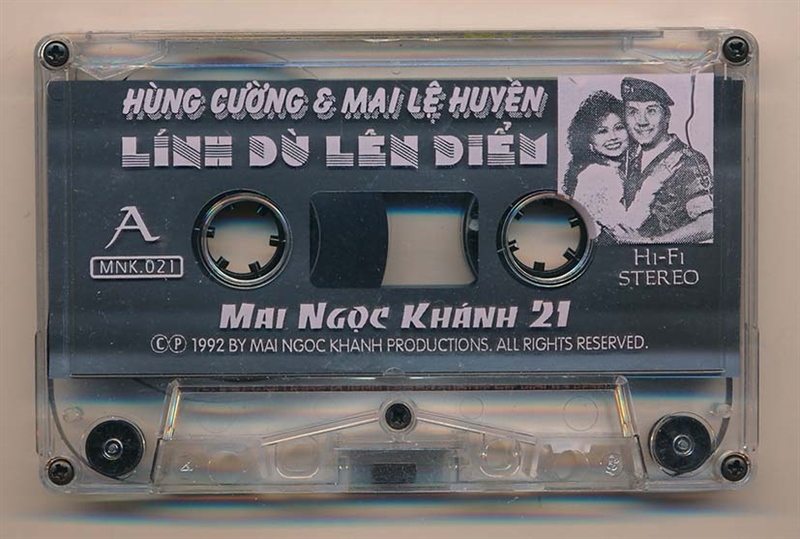 HÙNG CƯỜNG & MAI LỆ HUYỀN
LÍNH DÙ LÊN ĐIỂM
A
MNK.021
HI-FI
STEREO
MAI NGỌC KHÁNH '21
©℗ 1992 BY MAI NGOC KHANH PRODUCTIONS. ALL RIGHTS RESERVED.